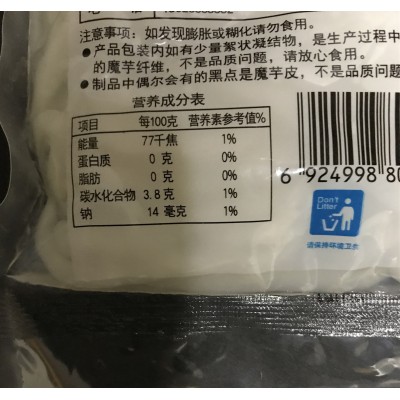 注意事项：如发现膨胀或糊化请勿食用。
●产品包装内如有少量絮状凝结物，是生产过程中
的魔芋纤维，不是品质问题，请放心食用。
●制品中偶尔会有的黑点是魔芋皮，不是品质问题
营养成分表
项目 每100克 营养素参考值%
能量 77千焦 1%
蛋白质 0 克 0%
脂肪 0 克 0%
碳水化合物 3.8 克 1%
钠 14 毫克 1%
6 924998 80
Don't
Litter
请保持环境卫生